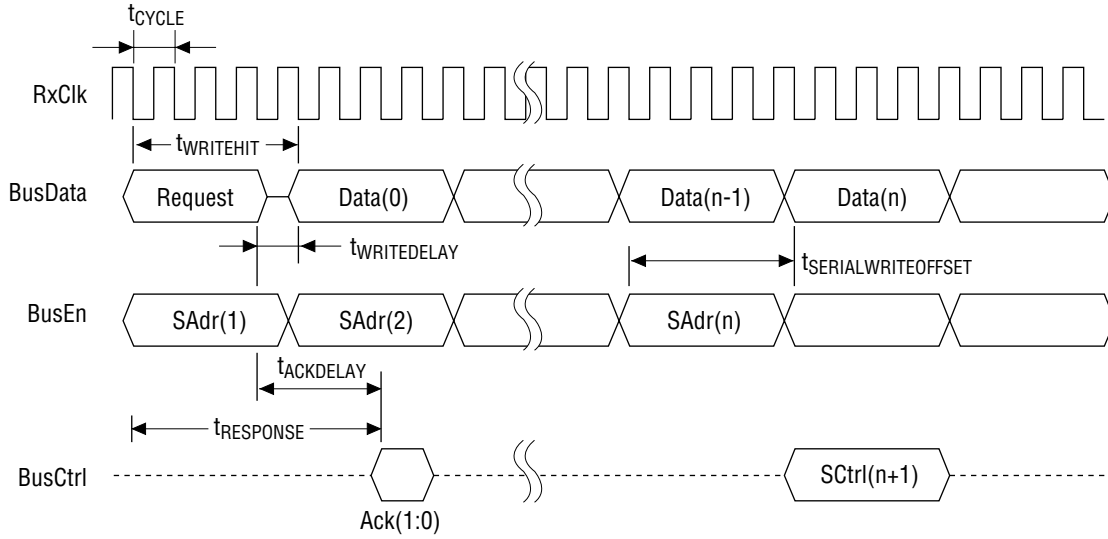 tCYCLE
RxClk
tWRITEHIT
BusData Request Data(0) Data(n-1) Data(n)
tWRITEDELAY tSERIALWRITEOFFSET
BusEn SAdr(1) SAdr(2) SAdr(n)
tACKDELAY
tRESPONSE
BusCtrl SCtrl(n+1)
Ack(1:0)